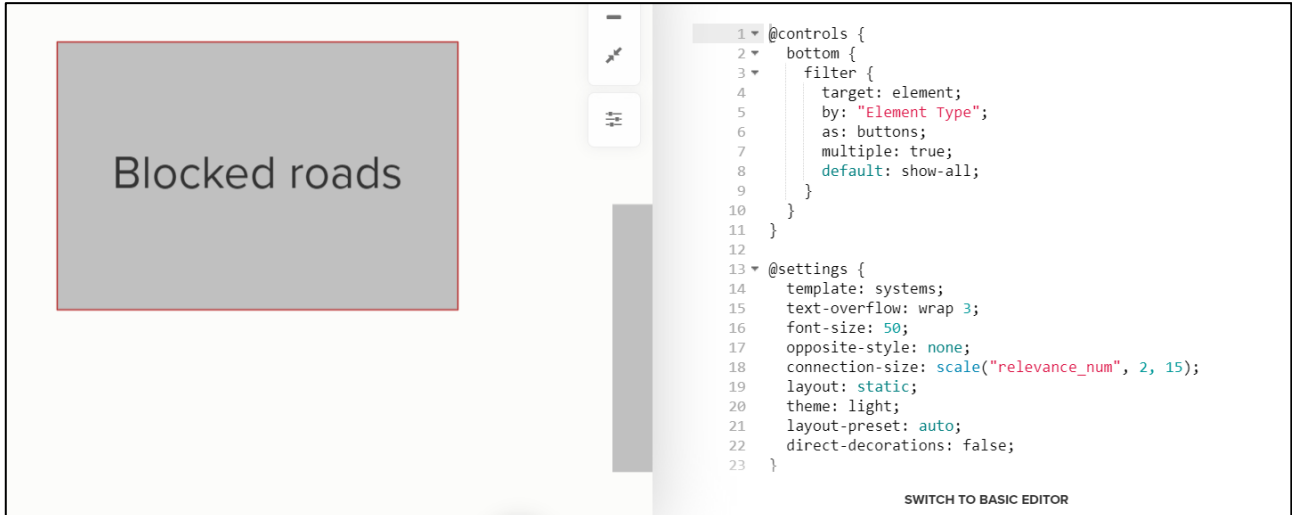 Blocked roads
1 @controls {
2 bottom {
3 filter {
4 target: element;
5 by: "Element Type";
6 as: buttons;
7 multiple: true;
8 default: show-all;
9 }
10 }
11 }
12
13 @settings {
14 template: systems;
15 text-overflow: wrap 3;
16 font-size: 50;
17 opposite-style: none;
18 connection-size: scale("relevance_num", 2, 15);
19 layout: static;
20 theme: light;
21 layout-preset: auto;
22 direct-decorations: false;
23 }
SWITCH TO BASIC EDITOR